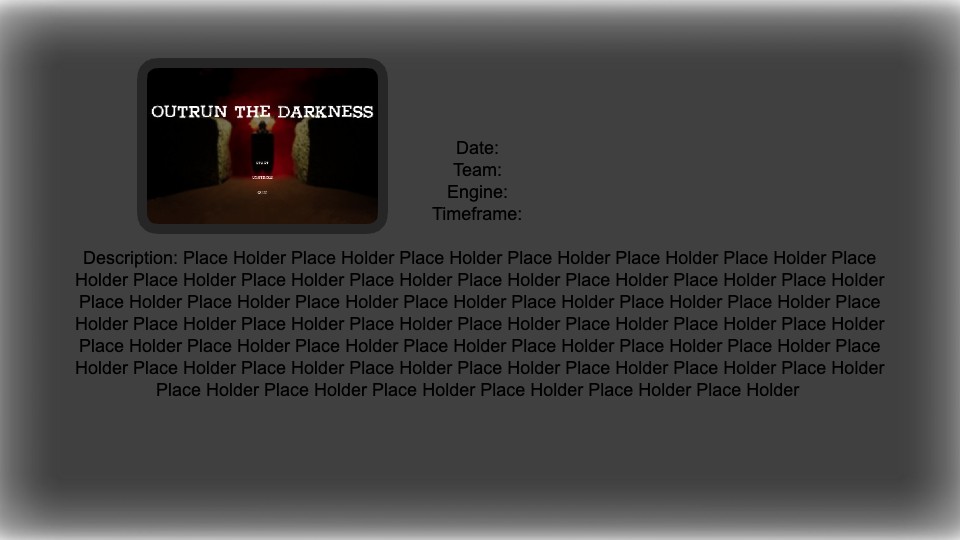 OUTRUN THE DARKNESS
START
CONTROLS
QUIT
Date:
Team:
Engine:
Timeframe:
Description: Place Holder Place Holder Place Holder Place Holder Place Holder Place Holder Place
Holder Place Holder Place Holder Place Holder Place Holder Place Holder Place Holder Place Holder
Place Holder Place Holder Place Holder Place Holder Place Holder Place Holder Place Holder Place
Holder Place Holder Place Holder Place Holder Place Holder Place Holder Place Holder Place Holder
Place Holder Place Holder Place Holder Place Holder Place Holder Place Holder Place Holder Place
Holder Place Holder Place Holder Place Holder Place Holder Place Holder Place Holder Place Holder
Place Holder Place Holder Place Holder Place Holder Place Holder Place Holder